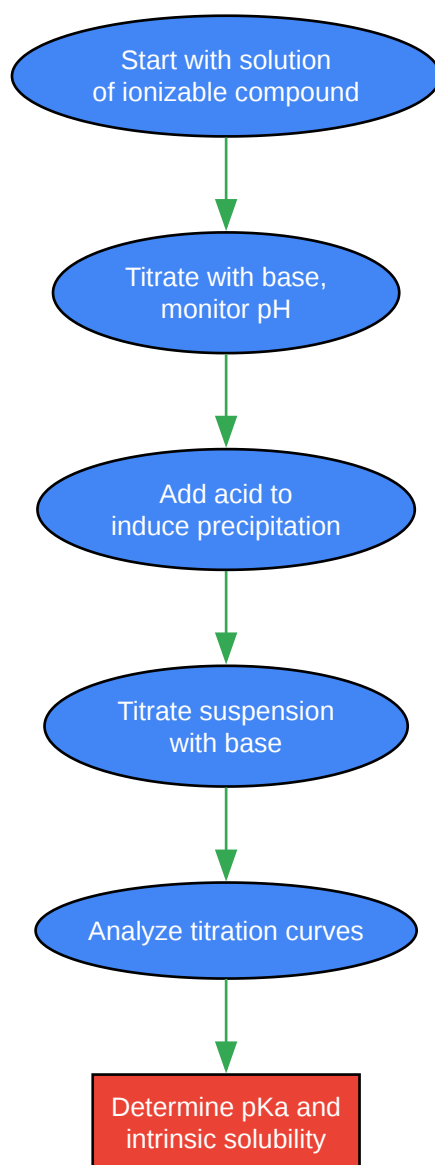 Start with solution
of ionizable compound
Titrate with base,
monitor pH
Add acid to
induce precipitation
Titrate suspension
with base
Analyze titration curves
Determine pKa and
intrinsic solubility